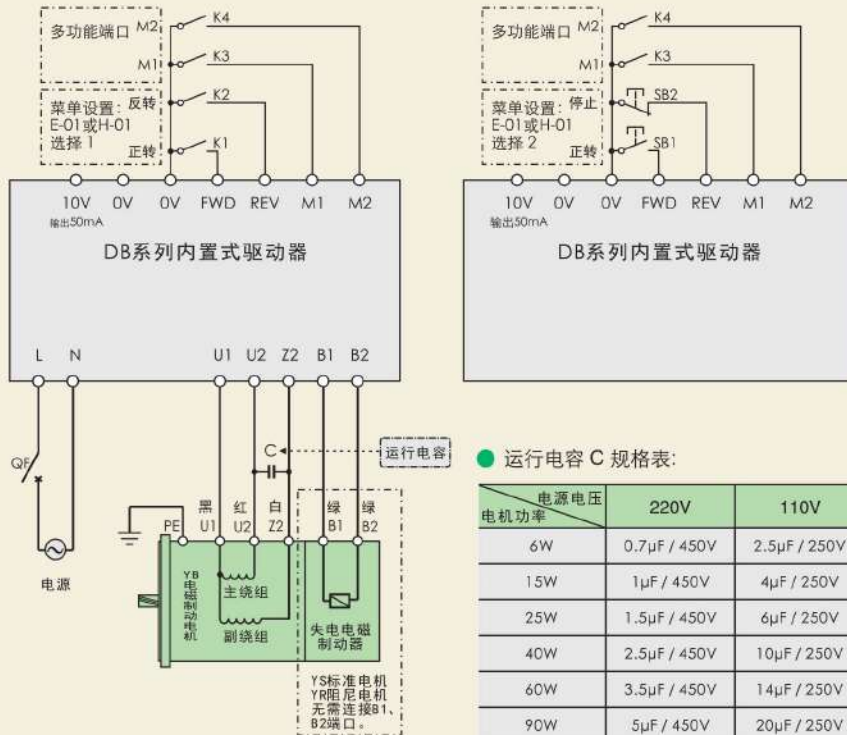 多功能端口
M2
K4
M1
K3
菜单设置：
E-01或H-01
选择 1
反转
K2
正转
K1
10V 0V 0V FWD REV M1 M2
输出50mA
DB系列内置式驱动器
L N U1 U2 Z2 B1 B2
QF
电源
C
运行电容
黑 红 白 绿 绿
PE U1 U2 Z2 B1 B2
YB电磁制动电机
主绕组
副绕组
失电电磁
制动器
YS标准电机
YR阻尼电机
无需连接B1、
B2端口。
多功能端口
M2
K4
M1
K3
菜单设置：
E-01或H-01
选择 2
停止
SB2
正转
SB1
10V 0V 0V FWD REV M1 M2
输出50mA
DB系列内置式驱动器
运行电容 C 规格表:
电源电压
电机功率
220V 110V
6W 0.7μF / 450V 2.5μF / 250V
15W 1μF / 450V 4μF / 250V
25W 1.5μF / 450V 6μF / 250V
40W 2.5μF / 450V 10μF / 250V
60W 3.5μF / 450V 14μF / 250V
90W 5μF / 450V 20μF / 250V